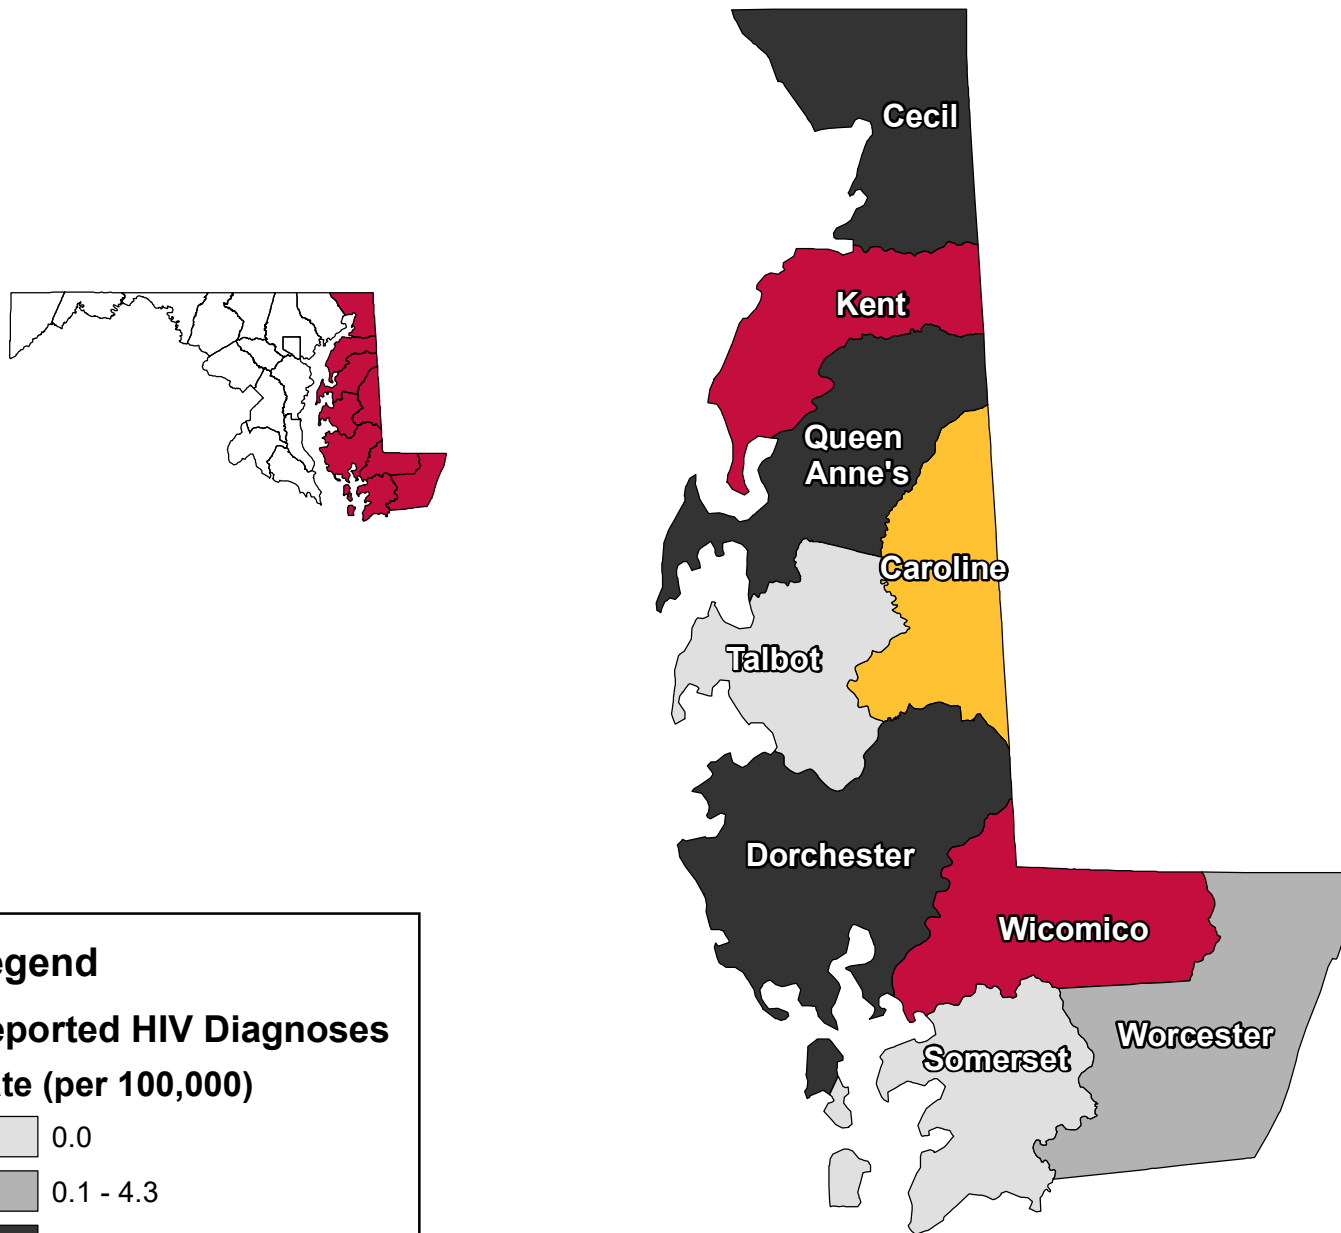 Cecil
Kent
Queen
Anne's
Caroline
Talbot
Dorchester
Wicomico
Worcester
Somerset
egend
eported HIV Diagnoses
te (per 100,000)
0.0
0.1 - 4.3